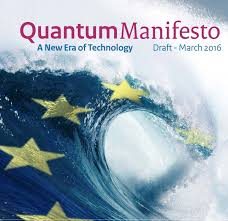 QuantumManifesto
A New Era of Technology Draft - March 2016